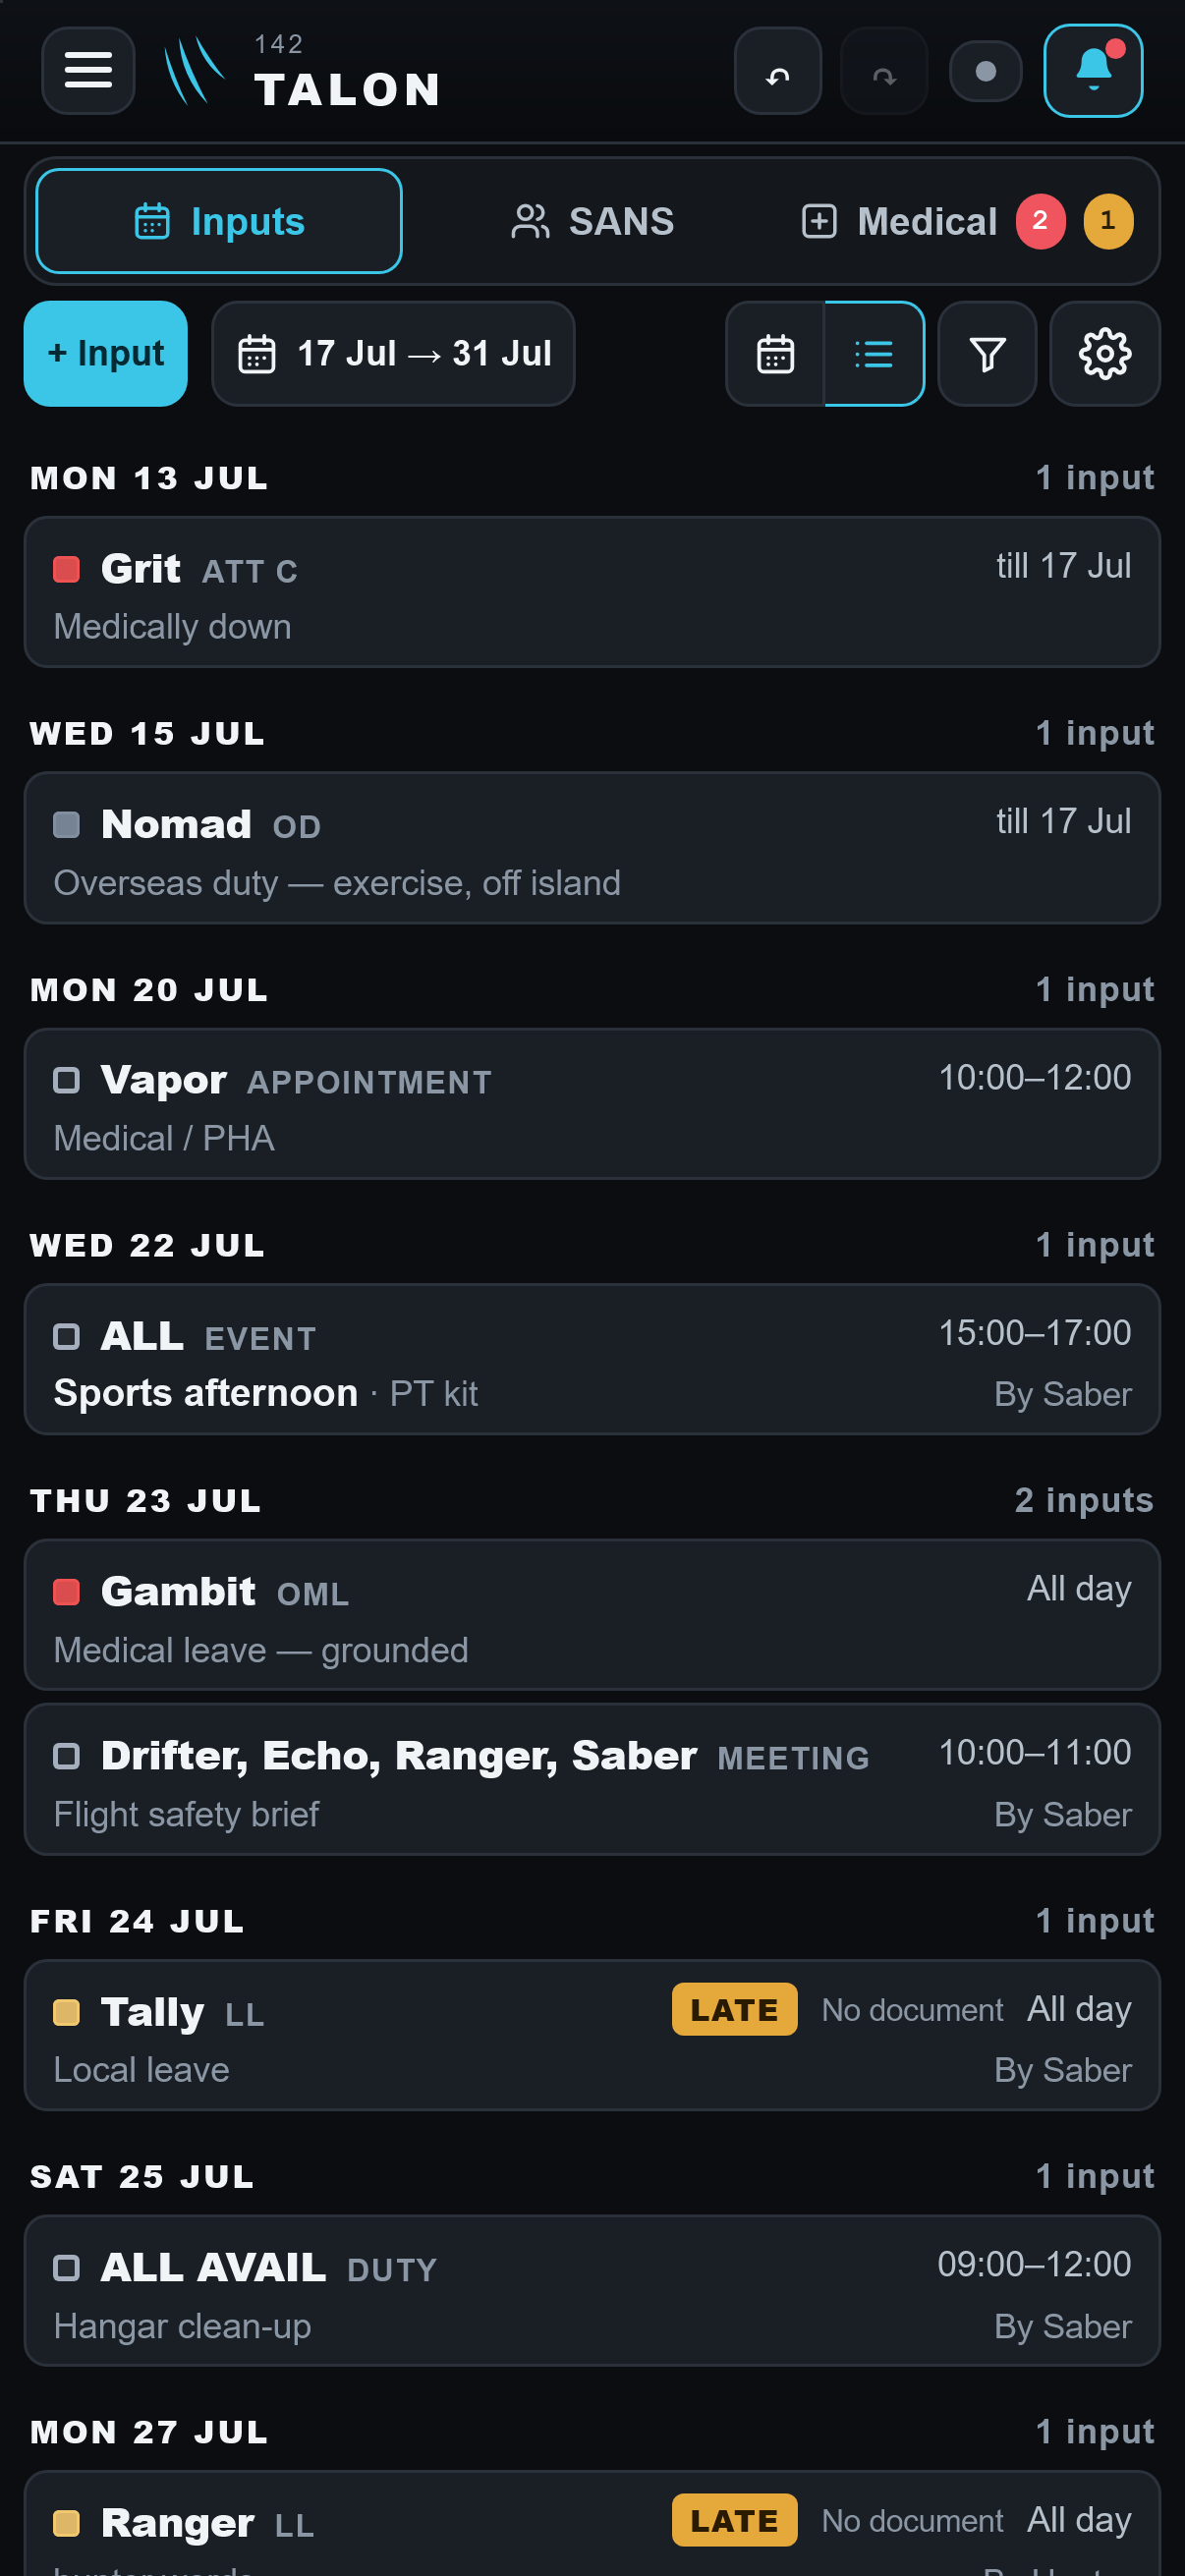 142
TALON
Inputs SANS Medical 2 1
+ Input 17 Jul → 31 Jul
MON 13 JUL 1 input
Grit ATT C till 17 Jul
Medically down
WED 15 JUL 1 input
Nomad OD till 17 Jul
Overseas duty — exercise, off island
MON 20 JUL 1 input
Vapor APPOINTMENT 10:00–12:00
Medical / PHA
WED 22 JUL 1 input
ALL EVENT 15:00–17:00
Sports afternoon · PT kit By Saber
THU 23 JUL 2 inputs
Gambit OML All day
Medical leave — grounded
Drifter, Echo, Ranger, Saber MEETING 10:00–11:00
Flight safety brief By Saber
FRI 24 JUL 1 input
Tally LL LATE No document All day
Local leave By Saber
SAT 25 JUL 1 input
ALL AVAIL DUTY 09:00–12:00
Hangar clean-up By Saber
MON 27 JUL 1 input
Ranger LL LATE No document All day